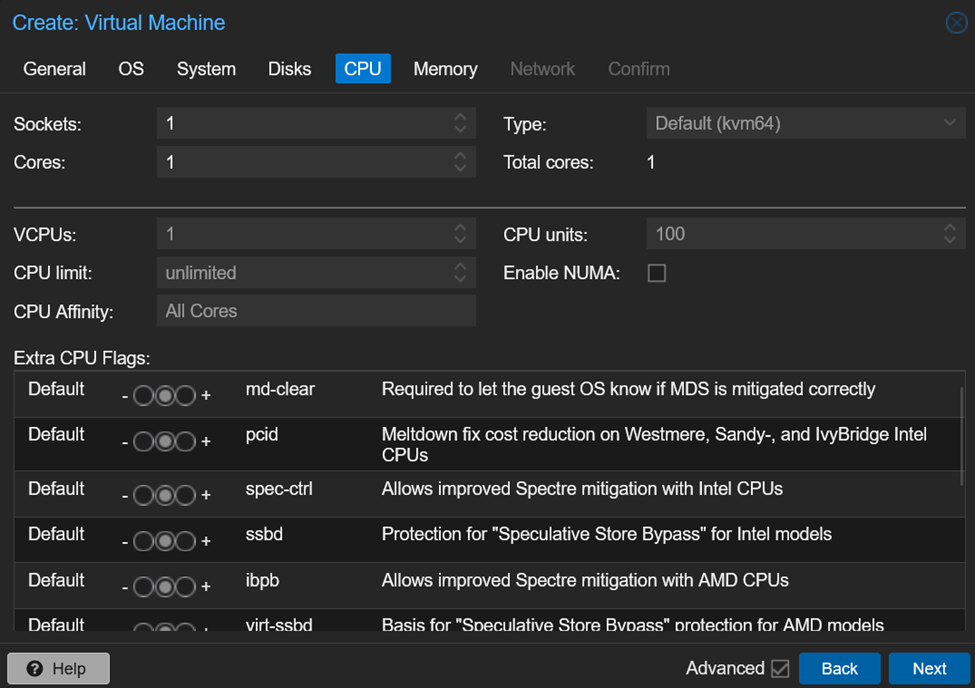 Create: Virtual Machine
General OS System Disks CPU Memory Network Confirm
Sockets: 1 Type: Default (kvm64)
Cores: 1 Total cores: 1
VCPUs: 1 CPU units: 100
CPU limit: unlimited Enable NUMA:
CPU Affinity: All Cores
Extra CPU Flags:
Default - + md-clear Required to let the guest OS know if MDS is mitigated correctly
Default - + pcid Meltdown fix cost reduction on Westmere, Sandy-, and IvyBridge Intel
CPUs
Default - + spec-ctrl Allows improved Spectre mitigation with Intel CPUs
Default - + ssbd Protection for "Speculative Store Bypass" for Intel models
Default - + ibpb Allows improved Spectre mitigation with AMD CPUs
Default - + virt-ssbd Basis for "Speculative Store Bypass" protection for AMD models
? Help Advanced Back Next